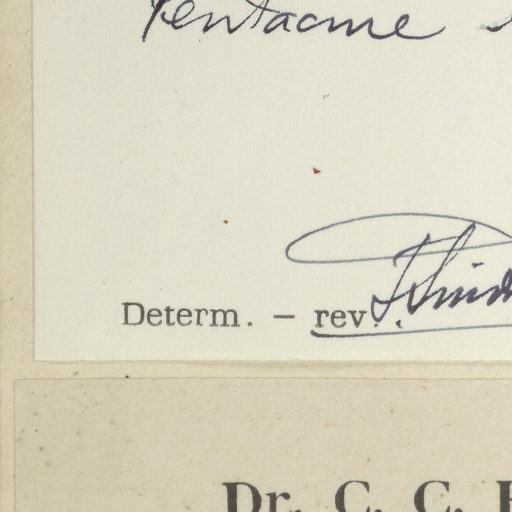 Pentacme
Determ. - rev.
Dr. C. C.